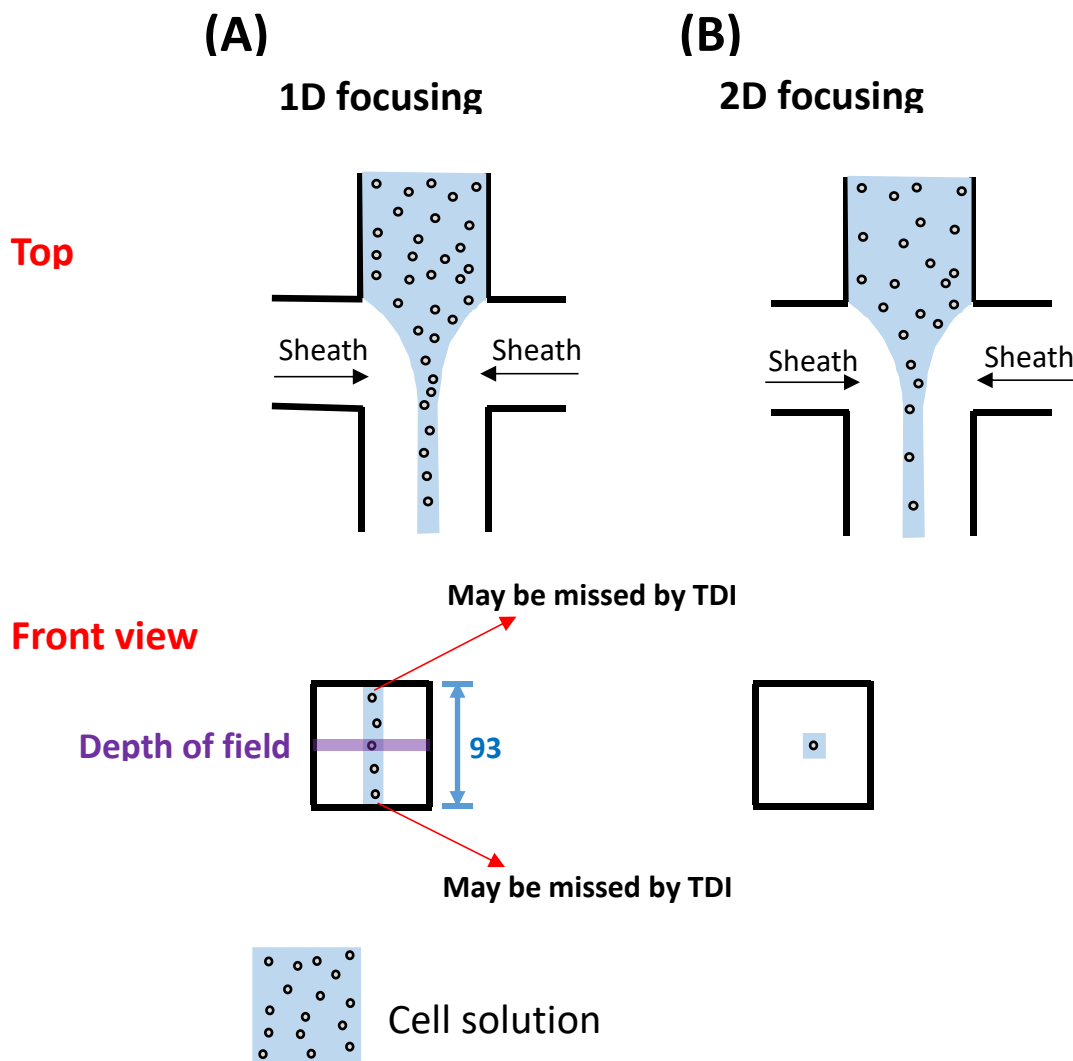 (A)
(B)
1D focusing
2D focusing
Top
Sheath
Sheath
Sheath
Sheath
May be missed by TDI
Front view
Depth of field
93
May be missed by TDI
Cell solution